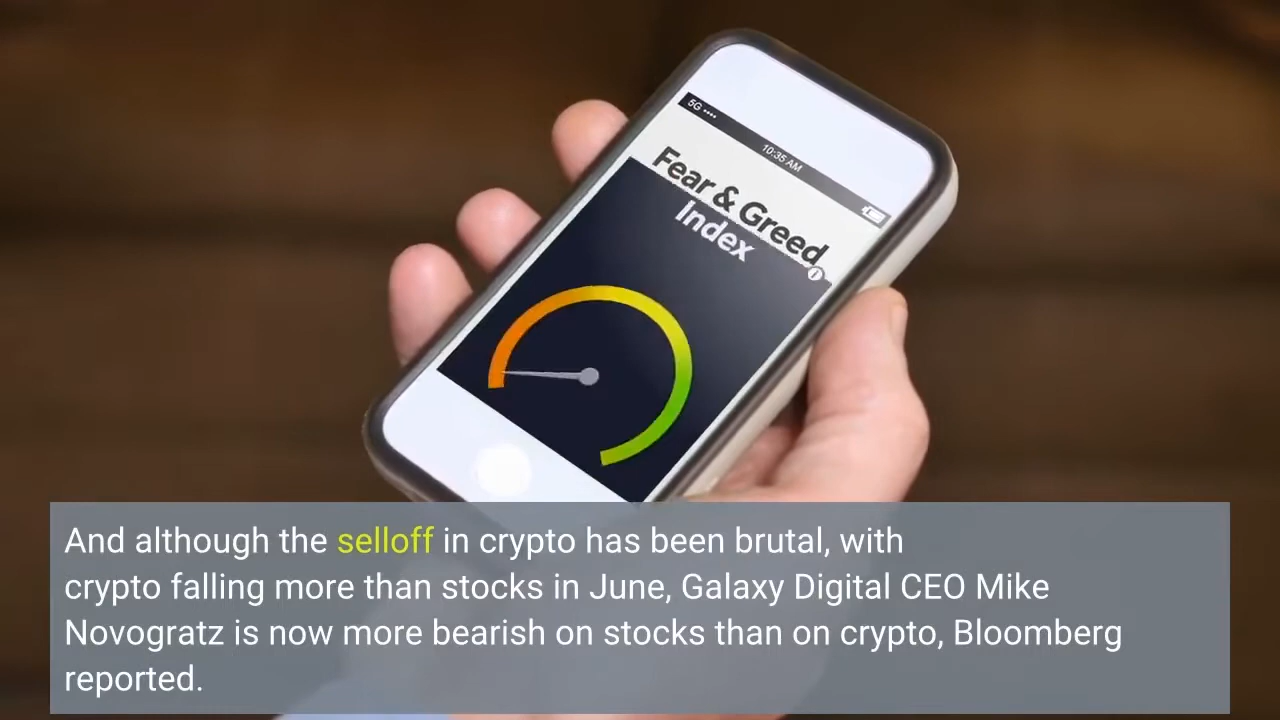 5G
10:35 AM
Fear & Greed
Index
i
And although the selloff in crypto has been brutal, with
crypto falling more than stocks in June, Galaxy Digital CEO Mike
Novogratz is now more bearish on stocks than on crypto, Bloomberg
reported.